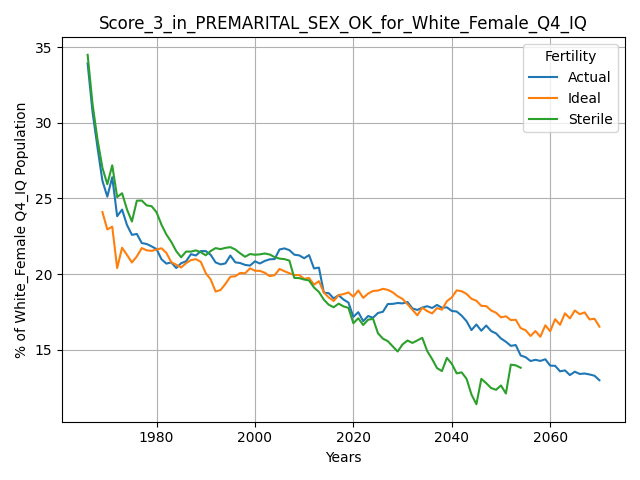 Score_3_in_PREMARITAL_SEX_OK_for_White_Female_Q4_IQ
% of White_Female Q4_IQ Population
35
30
25
20
15
Fertility
Actual
Ideal
Sterile
1980 2000 2020 2040 2060
Years